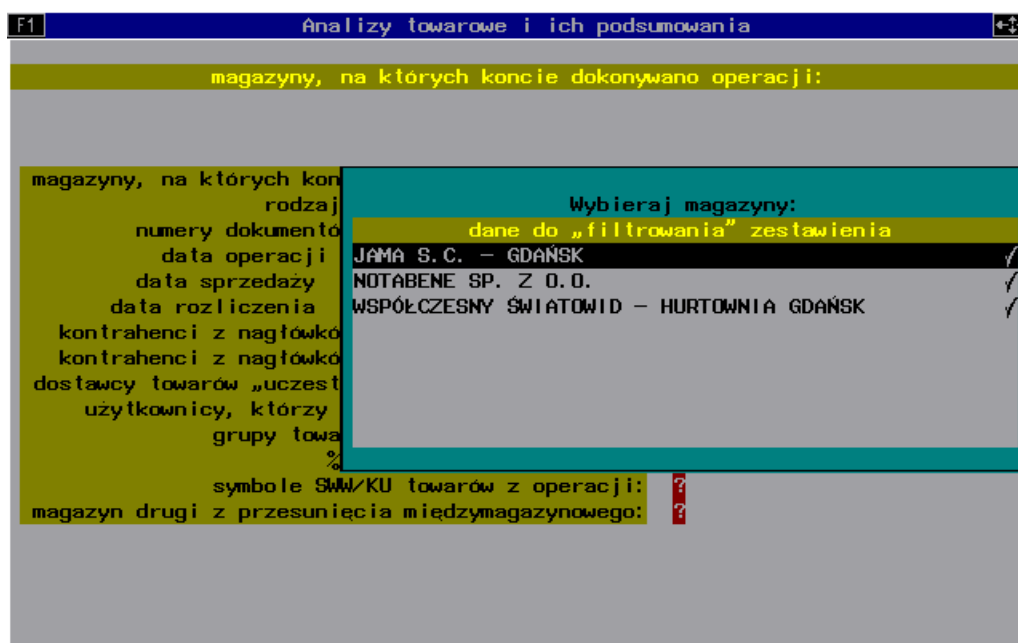 F1 Analizy towarowe i ich podsumowania
magazyny, na których koncie dokonywano operacji:
magazyny, na których kon
rodzaj
numery dokumentó
data operacji
data sprzedaży
data rozliczenia
kontrahenci z nagłówkó
kontrahenci z nagłówkó
dostawcy towarów „uczest
użytkownicy, którzy
grupy towa
%
symbole SWW/KU towarów z operacji: ?
magazyn drugi z przesunięcia międzymagazynowego: ?
Wybieraj magazyny:
dane do „filtrowania” zestawienia
JAMA S.C. – GDAŃSK √
NOTABENE SP. Z O.O. √
WSPÓŁCZESNY ŚWIATOWID – HURTOWNIA GDAŃSK √